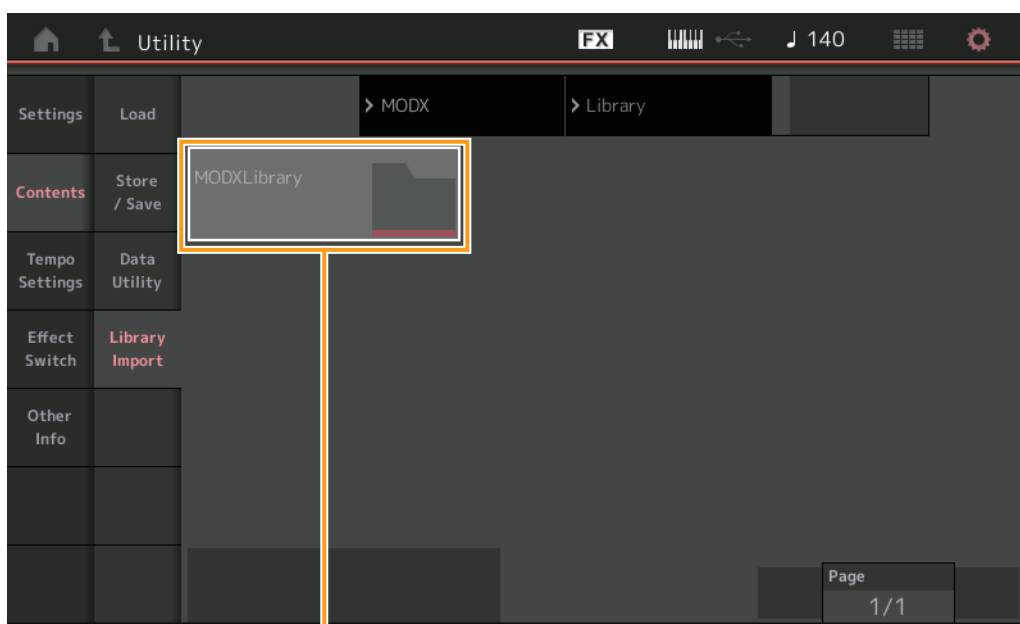 Utility
FX
140
Settings
Load
> MODX
> Library
Contents
Store
/ Save
MODXLibrary
Tempo
Settings
Data
Utility
Effect
Switch
Library
Import
Other
Info
Page
1/1